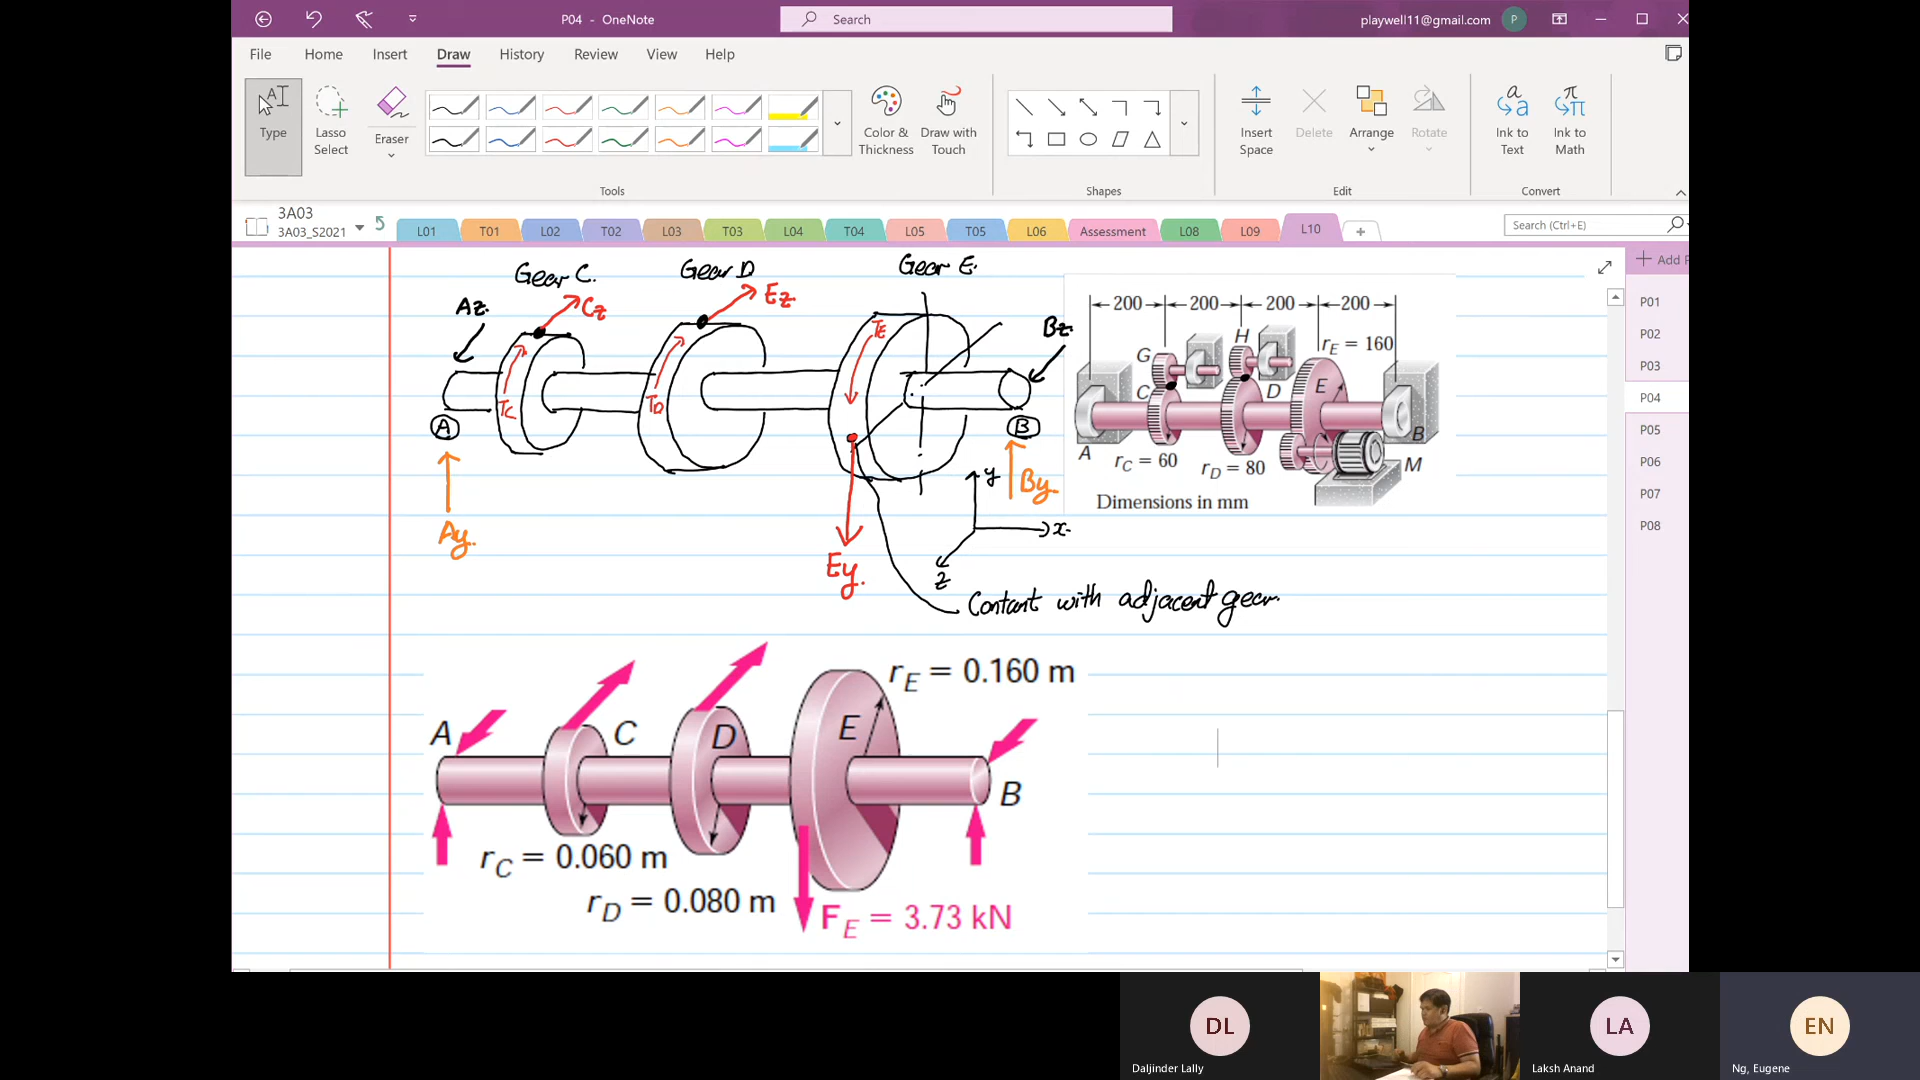 P04 - OneNote
Search
playwell11@gmail.com
P
File
Home
Insert
Draw
History
Review
View
Help
Type
Lasso
Select
Eraser
Color &
Thickness
Draw with
Touch
Insert
Space
Delete
Arrange
Rotate
Ink to
Text
Ink to
Math
Tools
Shapes
Edit
Convert
3A03
3A03_S2021
L01
T01
L02
T02
L03
T03
L04
T04
L05
T05
L06
Assessment
L08
L09
L10
Search (Ctrl+E)
Add P
P01
P02
P03
P04
P05
P06
P07
P08
Gear C.
Gear D
Gear E.
Az.
Cz
Ez
Bz.
TC
TD
TE
A
B
Ay.
By.
Ey.
y
x
z
Contant with adjacent gear.
200
200
200
200
G
H
rE = 160
C
D
E
A
B
M
rC = 60
rD = 80
Dimensions in mm
rE = 0.160 m
A
C
D
E
B
rC = 0.060 m
rD = 0.080 m
FE = 3.73 kN
DL
Daljinder Lally
LA
Laksh Anand
EN
Ng, Eugene